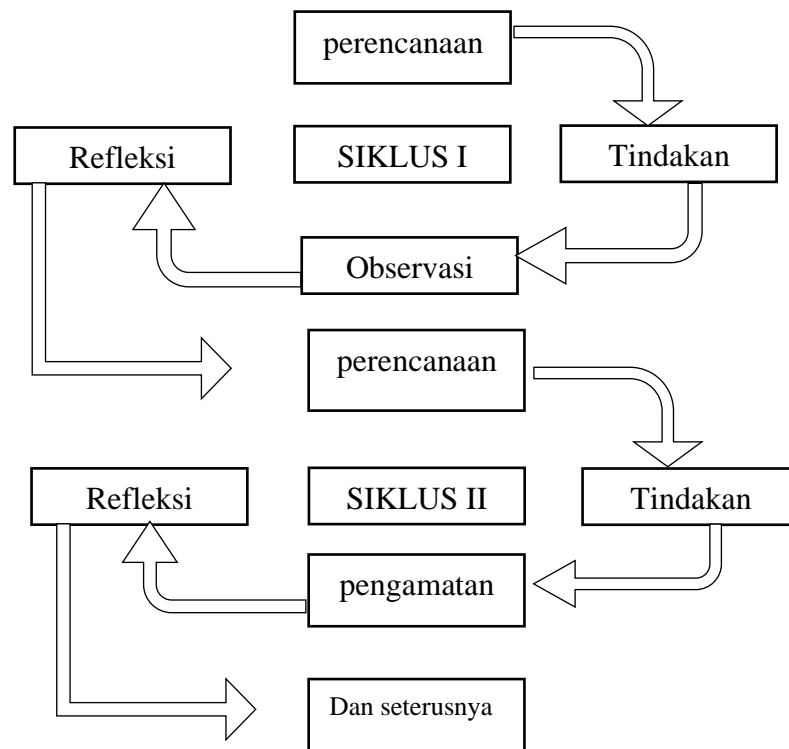 perencanaan
Refleksi
SIKLUS I
Tindakan
Observasi
perencanaan
Refleksi
SIKLUS II
Tindakan
pengamatan
Dan seterusnya